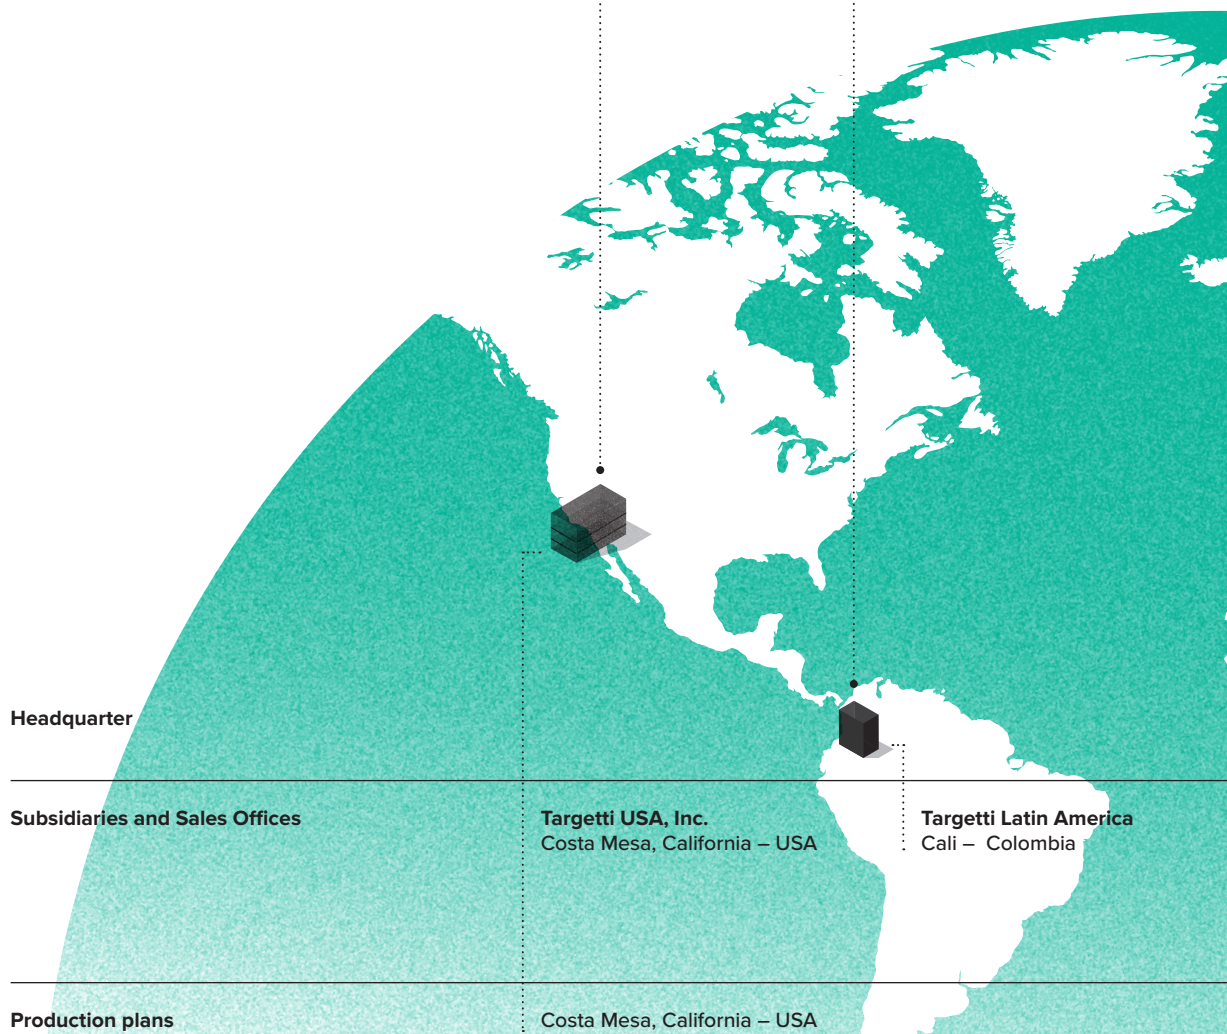 Headquarter
Subsidiaries and Sales Offices
Targetti USA, Inc.
Costa Mesa, California – USA
Targetti Latin America
Cali –  Colombia
Production plans
Costa Mesa, California – USA